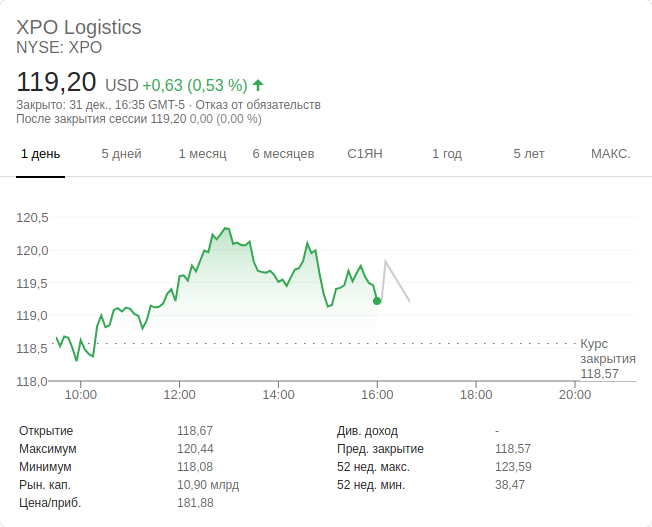 XPO Logistics
NYSE: XPO
119,20 USD +0,63 (0,53 %)
Закрыто: 31 дек., 16:35 GMT-5 · Отказ от обязательств
После закрытия сессии 119,20 0,00 (0,00 %)
1 день 5 дней 1 месяц 6 месяцев С1ЯН 1 год 5 лет МАКС.
120,5
120,0
119,5
119,0
118,5
118,0
Курс
закрытия
118,57
10:00 12:00 14:00 16:00 18:00 20:00
Открытие 118,67 Див. доход -
Максимум 120,44 Пред. закрытие 118,57
Минимум 118,08 52 нед. макс. 123,59
Рын. кап. 10,90 млрд 52 нед. мин. 38,47
Цена/приб. 181,88